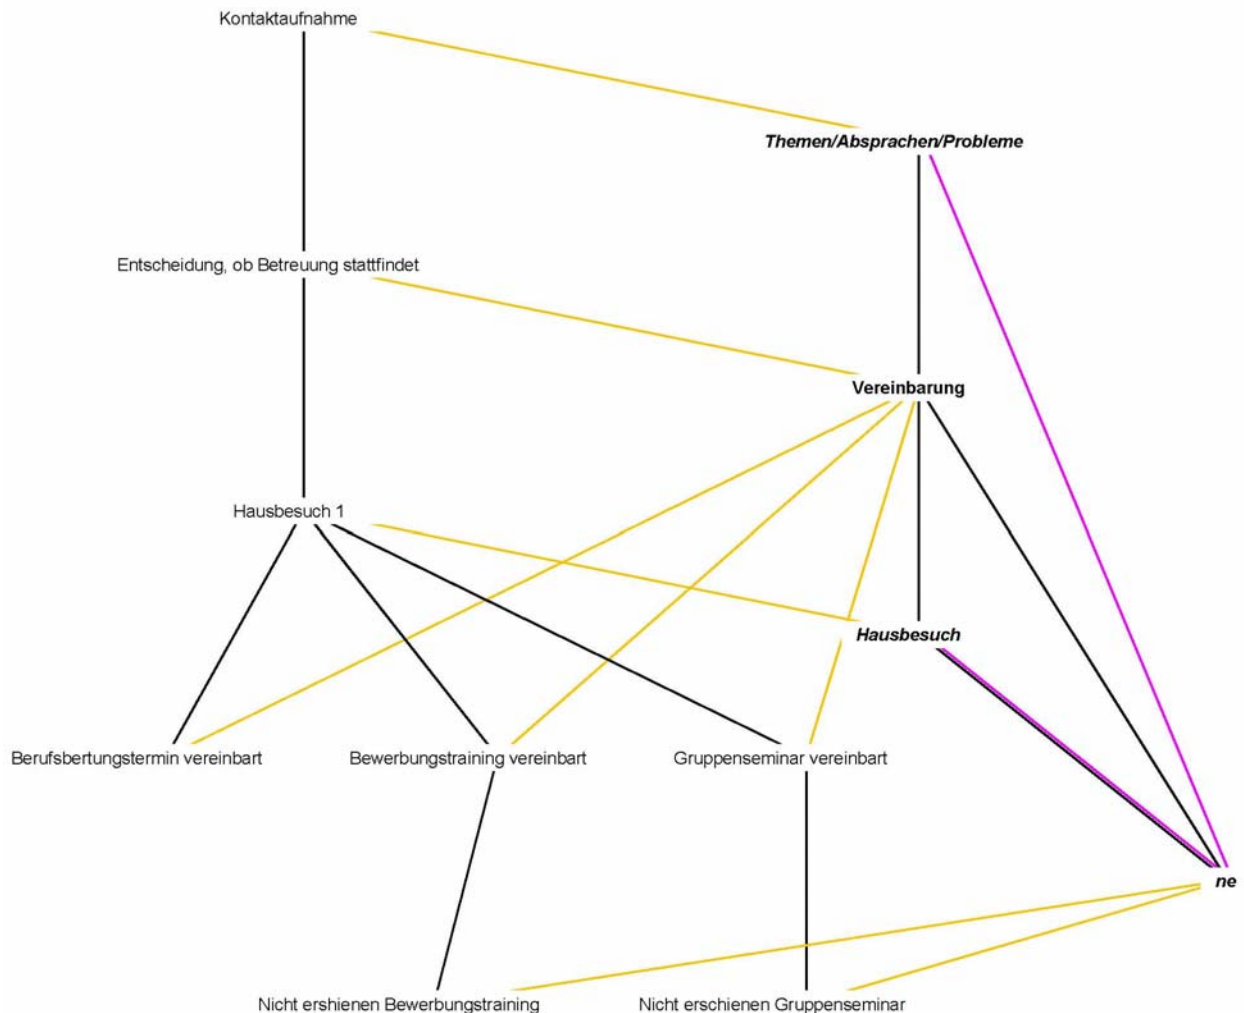 Kontaktaufnahme
Themen/Absprachen/Probleme
Entscheidung, ob Betreuung stattfindet
Vereinbarung
Hausbesuch 1
Hausbesuch
Berufsbertungstermin vereinbart
Bewerbungstraining vereinbart
Gruppenseminar vereinbart
ne
Nicht ershienen Bewerbungstraining
Nicht erschienen Gruppenseminar